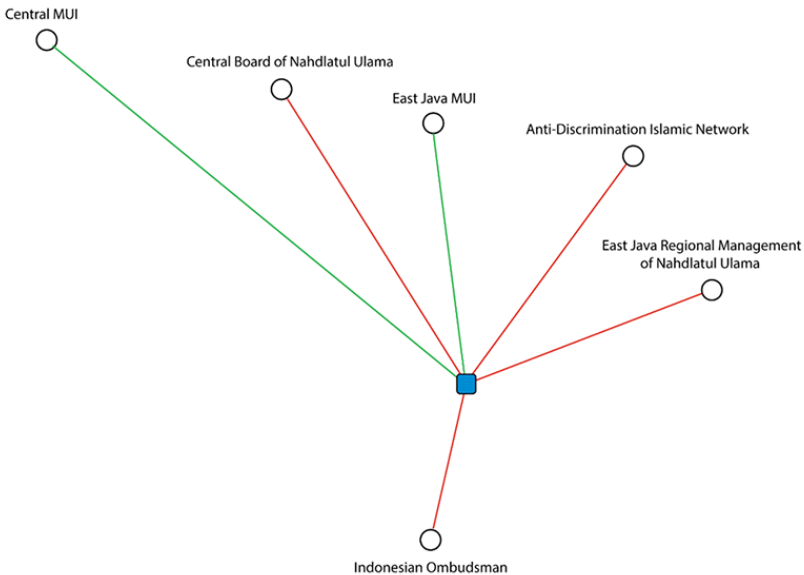 Central MUI
Central Board of Nahdlatul Ulama
East Java MUI
Anti-Discrimination Islamic Network
East Java Regional Management
of Nahdlatul Ulama
Indonesian Ombudsman